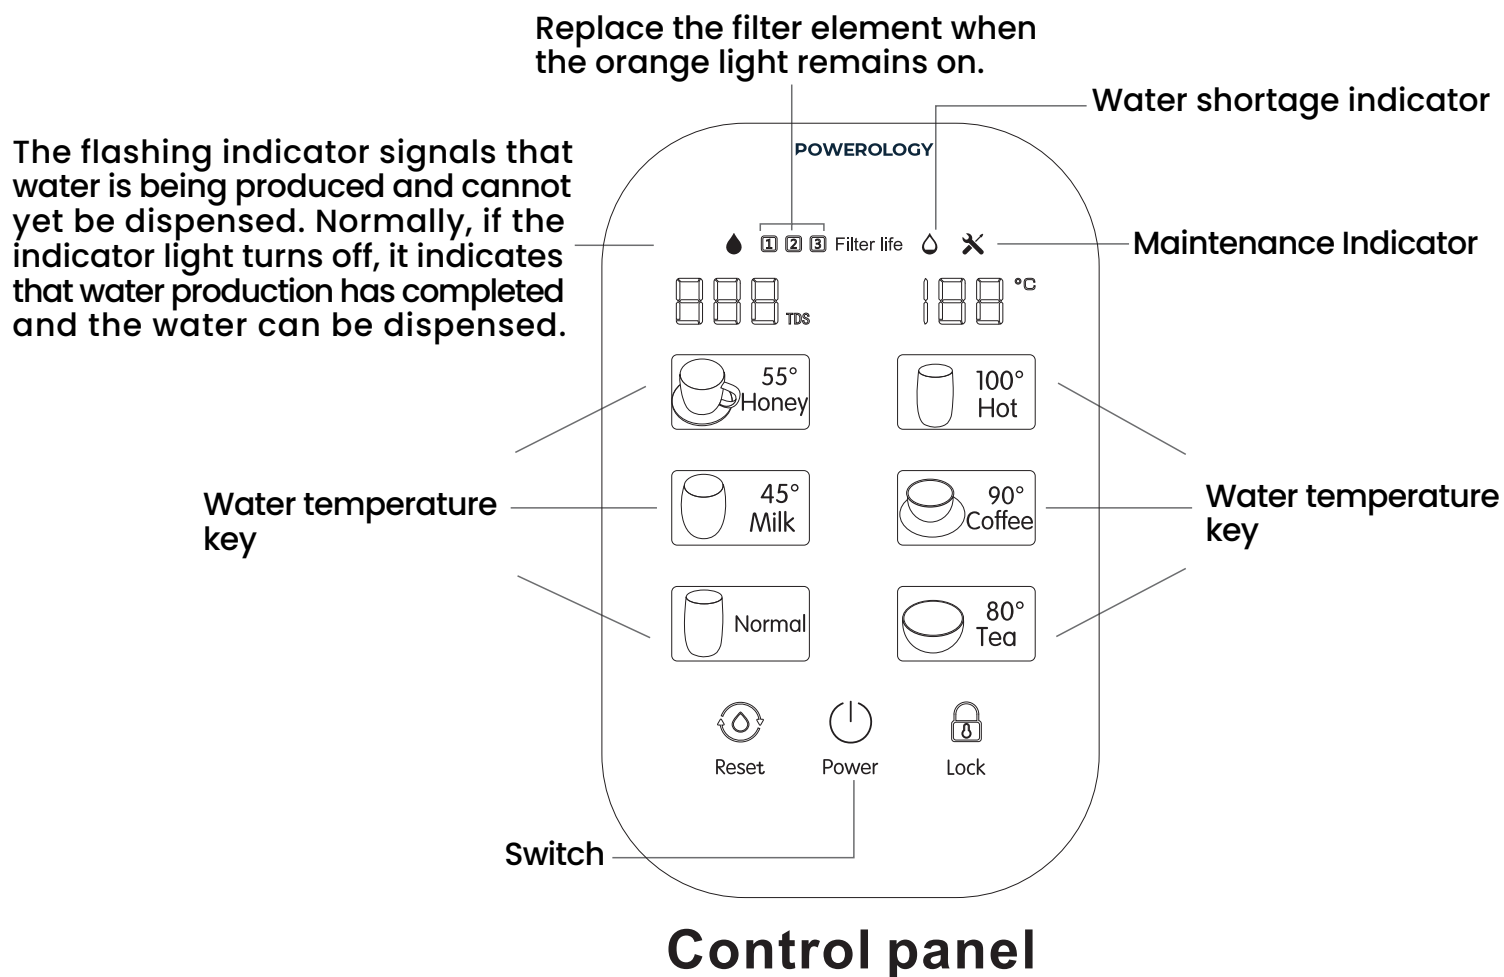 Replace the filter element when
the orange light remains on.
Water shortage indicator
The flashing indicator signals that
water is being produced and cannot
yet be dispensed. Normally, if the
indicator light turns off, it indicates
that water production has completed
and the water can be dispensed.
POWEROLOGY
1 2 3 Filter life
Maintenance Indicator
888 TDS
188 °C
55°
Honey
100°
Hot
Water temperature
key
45°
Milk
90°
Coffee
Water temperature
key
Normal
80°
Tea
Reset
Power
Lock
Switch
Control panel